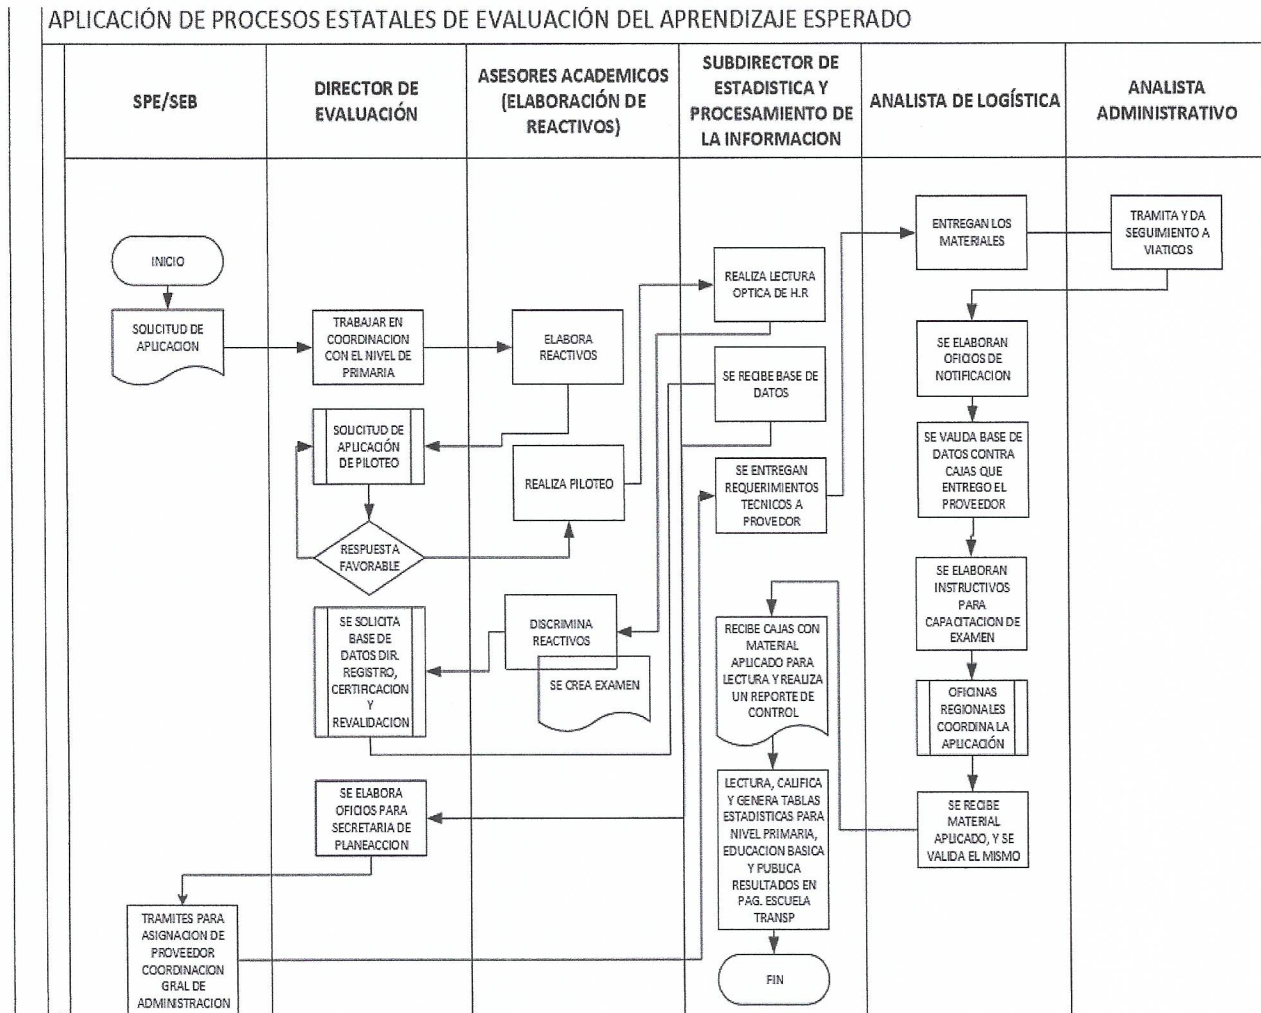 APLICACIÓN DE PROCESOS ESTATALES DE EVALUACIÓN DEL APRENDIZAJE ESPERADO
SPE/SEB
DIRECTOR DE
EVALUACIÓN
ASESORES ACADEMICOS
(ELABORACIÓN DE
REACTIVOS)
SUBDIRECTOR DE
ESTADISTICA Y
PROCESAMIENTO DE
LA INFORMACION
ANALISTA DE LOGÍSTICA
ANALISTA
ADMINISTRATIVO
INICIO
SOLICITUD DE
APLICACION
TRAMITES PARA
ASIGNACION DE
PROVEEDOR
COORDINACION
GRAL DE
ADMINISTRACION
TRABAJAR EN
COORDINACION
CON EL NIVEL DE
PRIMARIA
SOLICITUD DE
APLICACIÓN
DE PILOTEO
RESPUESTA
FAVORABLE
SE SOLICITA
BASE DE
DATOS DIR.
REGISTRO,
CERTIFICACION
Y
REVALIDACION
SE ELABORA
OFICIOS PARA
SECRETARIA DE
PLANEACCION
ELABORA
REACTIVOS
REALIZA PILOTEO
DISCRIMINA
REACTIVOS
SE CREA EXAMEN
REALIZA LECTURA
OPTICA DE H.R
SE RECIBE BASE DE
DATOS
SE ENTREGAN
REQUERIMIENTOS
TECNICOS A
PROVEDOR
RECIBE CAJAS CON
MATERIAL
APLICADO PARA
LECTURA Y REALIZA
UN REPORTE DE
CONTROL
LECTURA, CALIFICA
Y GENERA TABLAS
ESTADISTICAS PARA
NIVEL PRIMARIA,
EDUCACION BASICA
Y PUBLICA
RESULTADOS EN
PAG. ESCUELA
TRANSP
FIN
ENTREGAN LOS
MATERIALES
SE ELABORAN
OFICIOS DE
NOTIFICACION
SE VALIDA BASE DE
DATOS CONTRA
CAJAS QUE
ENTREGO EL
PROVEEDOR
SE ELABORAN
INSTRUCTIVOS
PARA
CAPACITACION DE
EXAMEN
OFICINAS
REGIONALES
COORDINA LA
APLICACIÓN
SE RECIBE
MATERIAL
APLICADO, Y SE
VALIDA EL MISMO
TRAMITA Y DA
SEGUIMIENTO A
VIATICOS